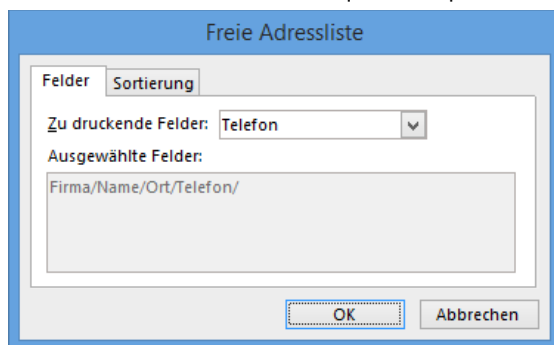 Freie Adressliste
Felder Sortierung
Zu druckende Felder: Telefon
Ausgewählte Felder:
Firma/Name/Ort/Telefon/
OK Abbrechen